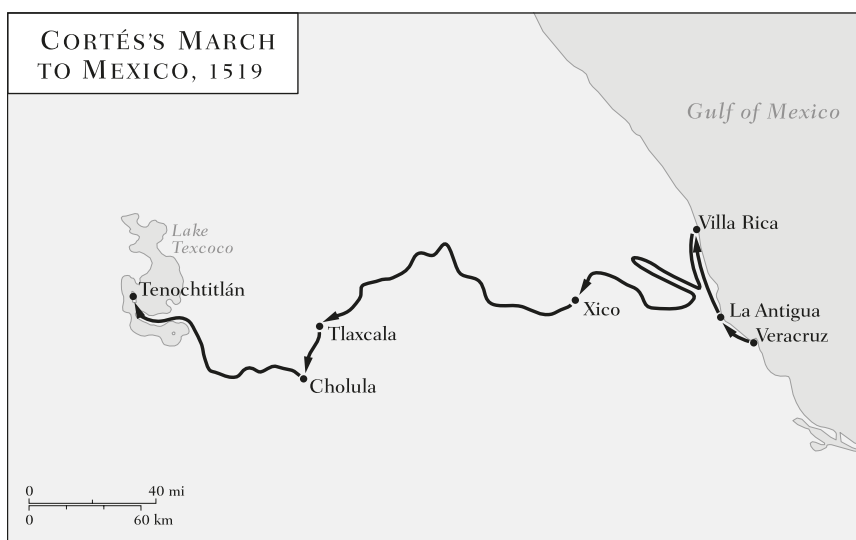 CORTÉS'S MARCH
TO MEXICO, 1519
Gulf of Mexico
Villa Rica
Lake
Texcoco
Tenochtitlán
Xico
La Antigua
Veracruz
Tlaxcala
Cholula
0 40 mi
0 60 km